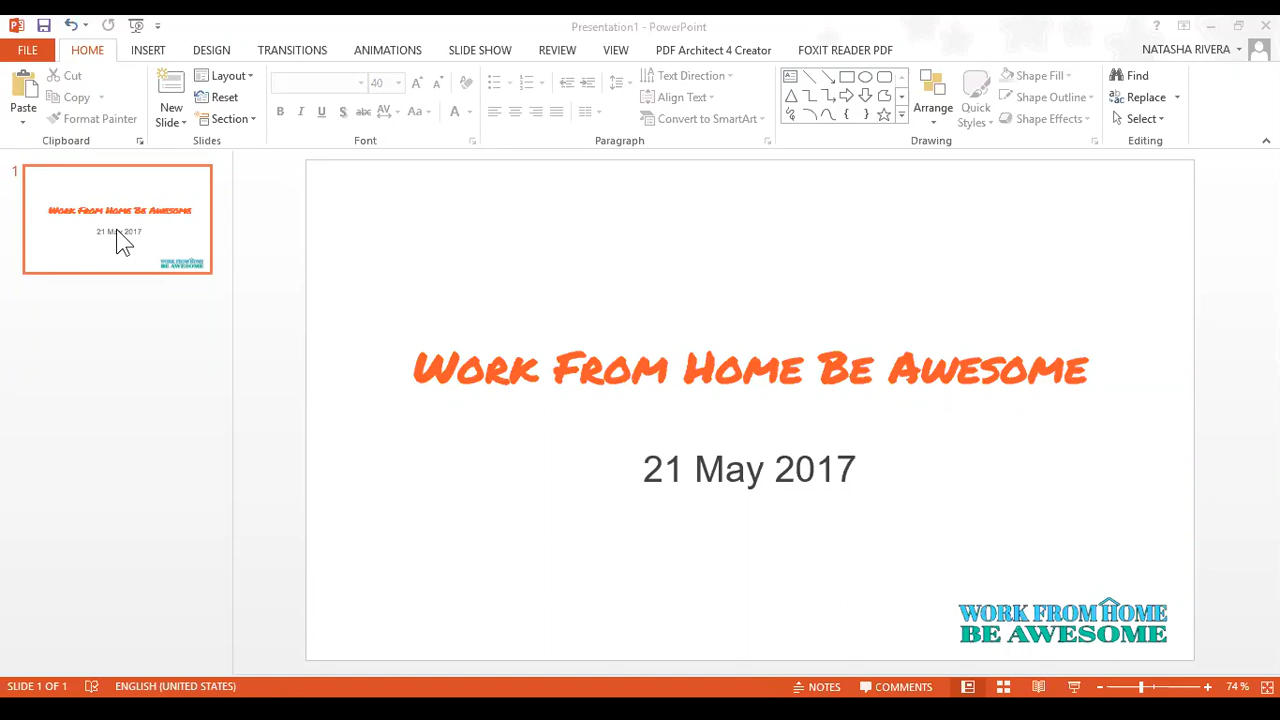 Presentation1 - PowerPoint
FILE HOME INSERT DESIGN TRANSITIONS ANIMATIONS SLIDE SHOW REVIEW VIEW PDF Architect 4 Creator FOXIT READER PDF NATASHA RIVERA
Paste
Cut
Copy
Format Painter
Clipboard
New Slide
Layout
Reset
Section
Slides
40
Font
Text Direction
Align Text
Convert to SmartArt
Paragraph
Arrange
Quick Styles
Shape Fill
Shape Outline
Shape Effects
Drawing
Find
Replace
Select
Editing
1
Work From Home Be Awesome
21 May 2017
WORK FROM HOME
BE AWESOME
Work From Home Be Awesome
21 May 2017
WORK FROM HOME
BE AWESOME
SLIDE 1 OF 1 ENGLISH (UNITED STATES) NOTES COMMENTS 74 %